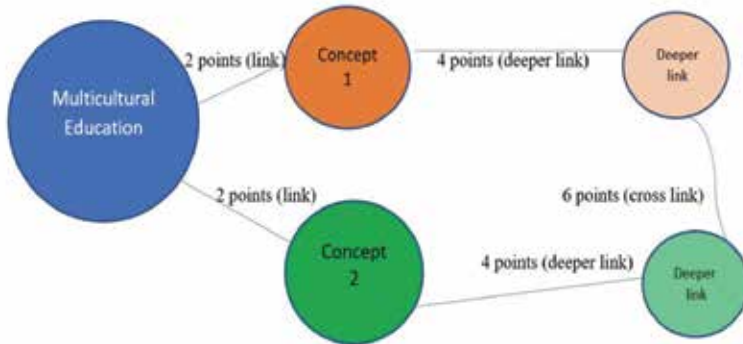 2 points (link)
Concept
1
4 points (deeper link)
Deeper
link
Multicultural
Education
2 points (link)
6 points (cross link)
Concept
2
4 points (deeper link)
Deeper
link